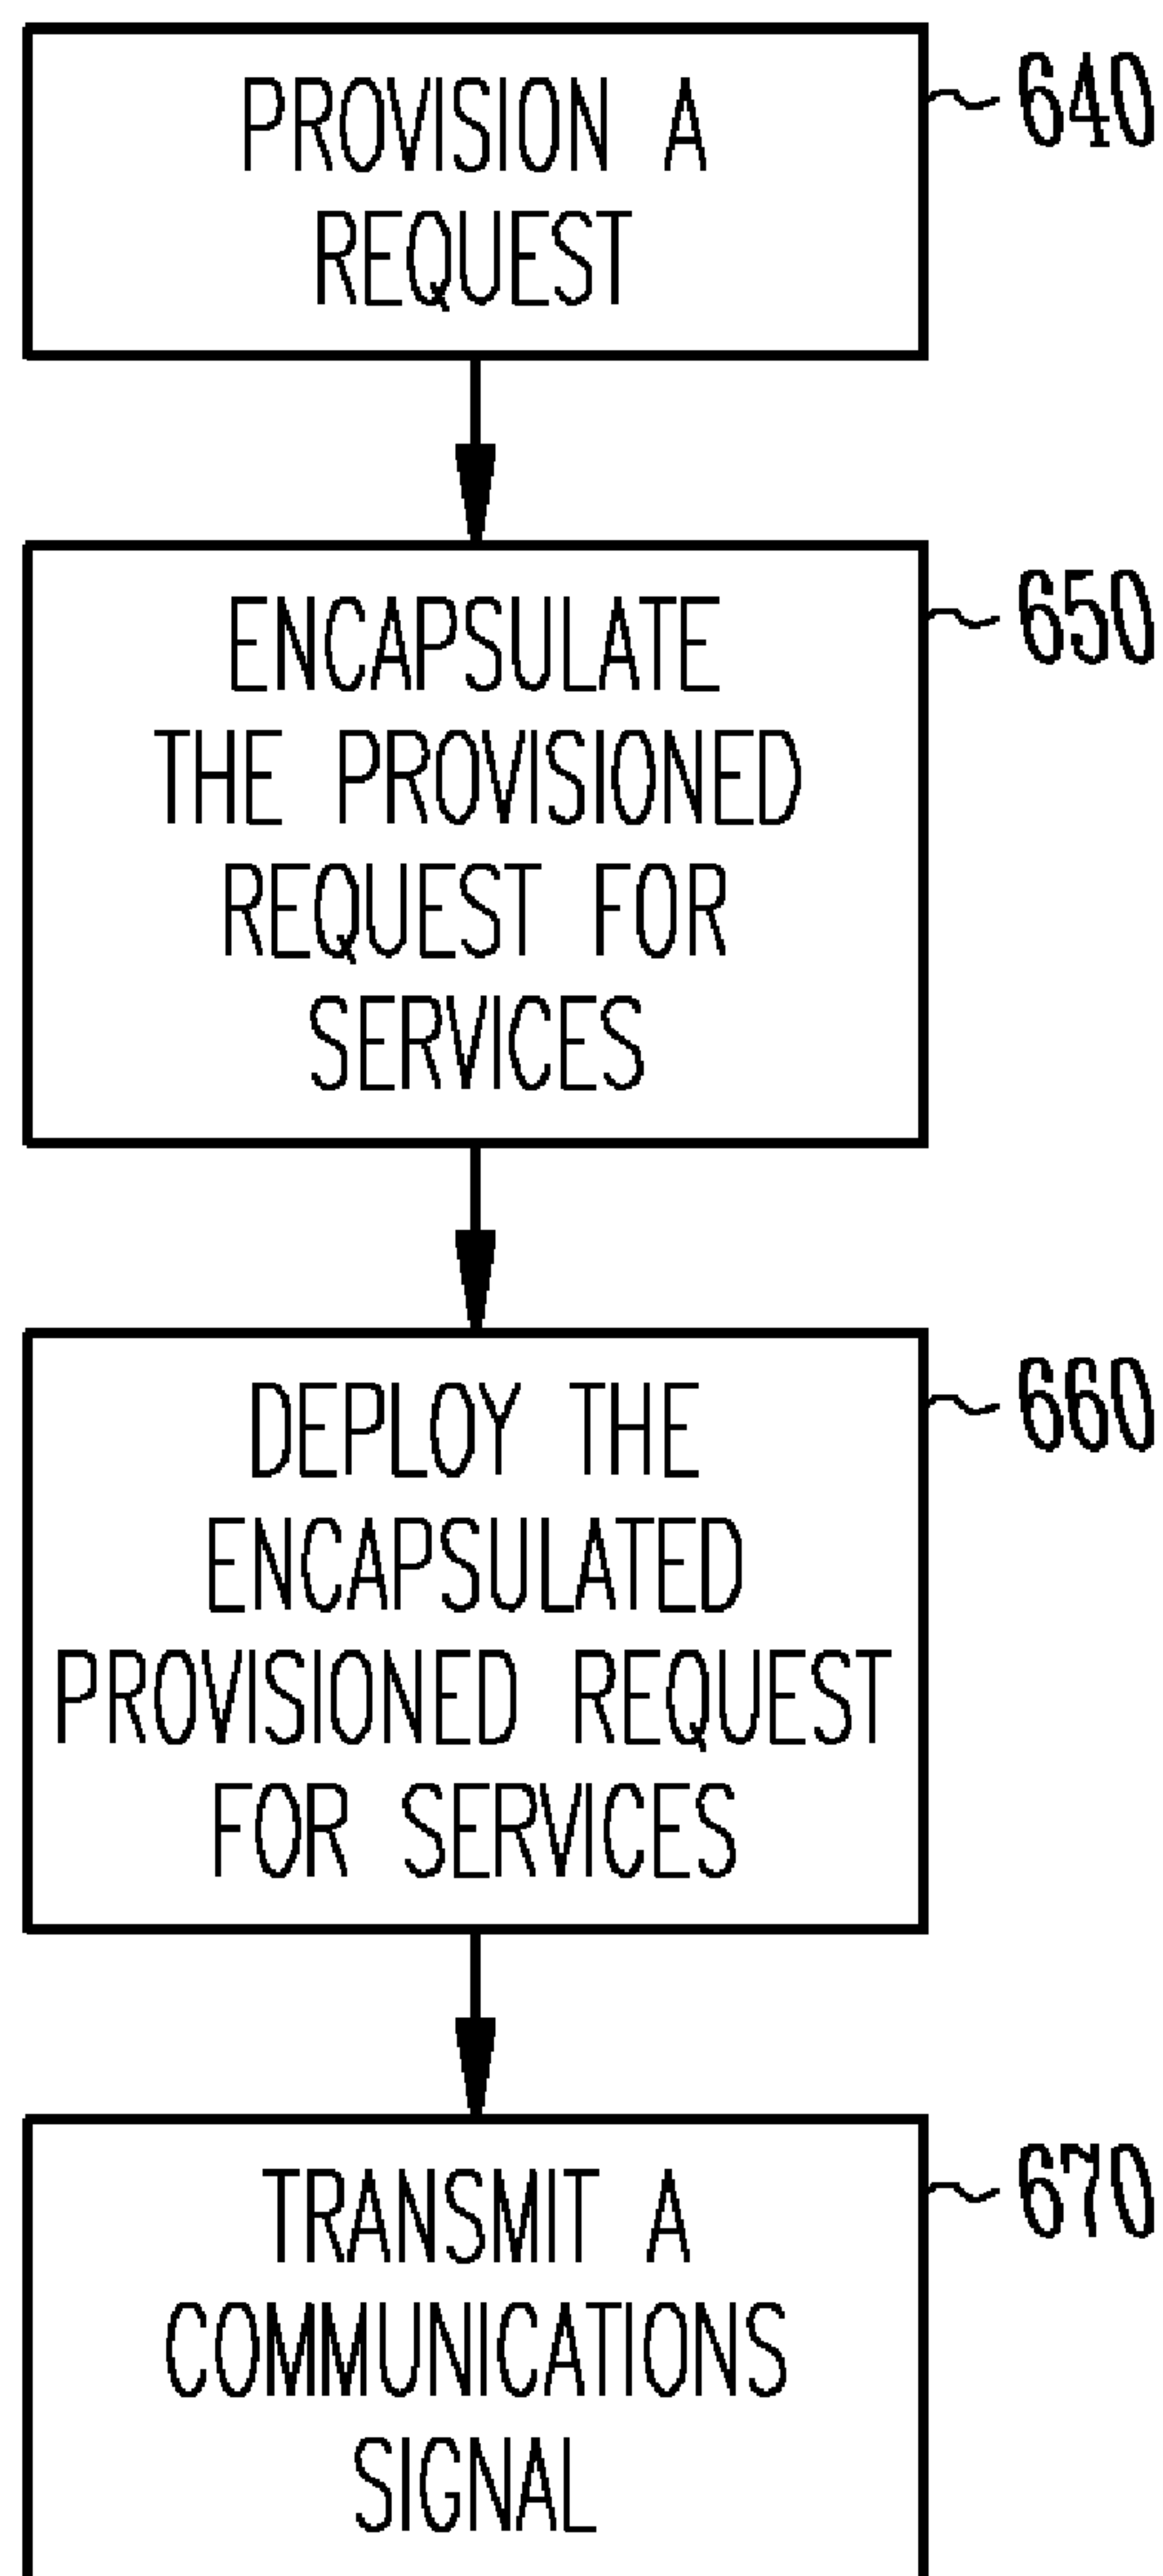 PROVISION A
REQUEST
640
ENCAPSULATE
THE PROVISIONED
REQUEST FOR
SERVICES
650
DEPLOY THE
ENCAPSULATED
PROVISIONED REQUEST
FOR SERVICES
660
TRANSMIT A
COMMUNICATIONS
SIGNAL
670